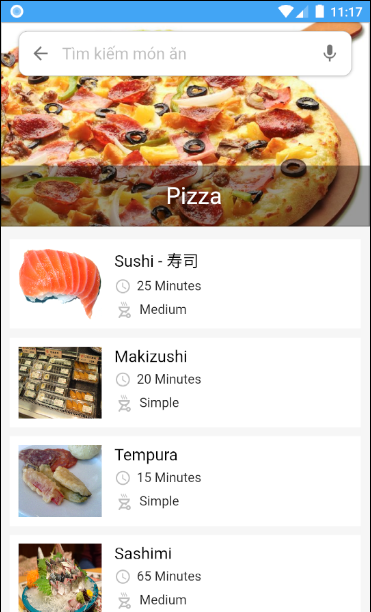 11:17
Tìm kiếm món ăn
Pizza
Sushi - 寿司
25 Minutes
Medium
Makizushi
20 Minutes
Simple
Tempura
15 Minutes
Simple
Sashimi
65 Minutes
Medium